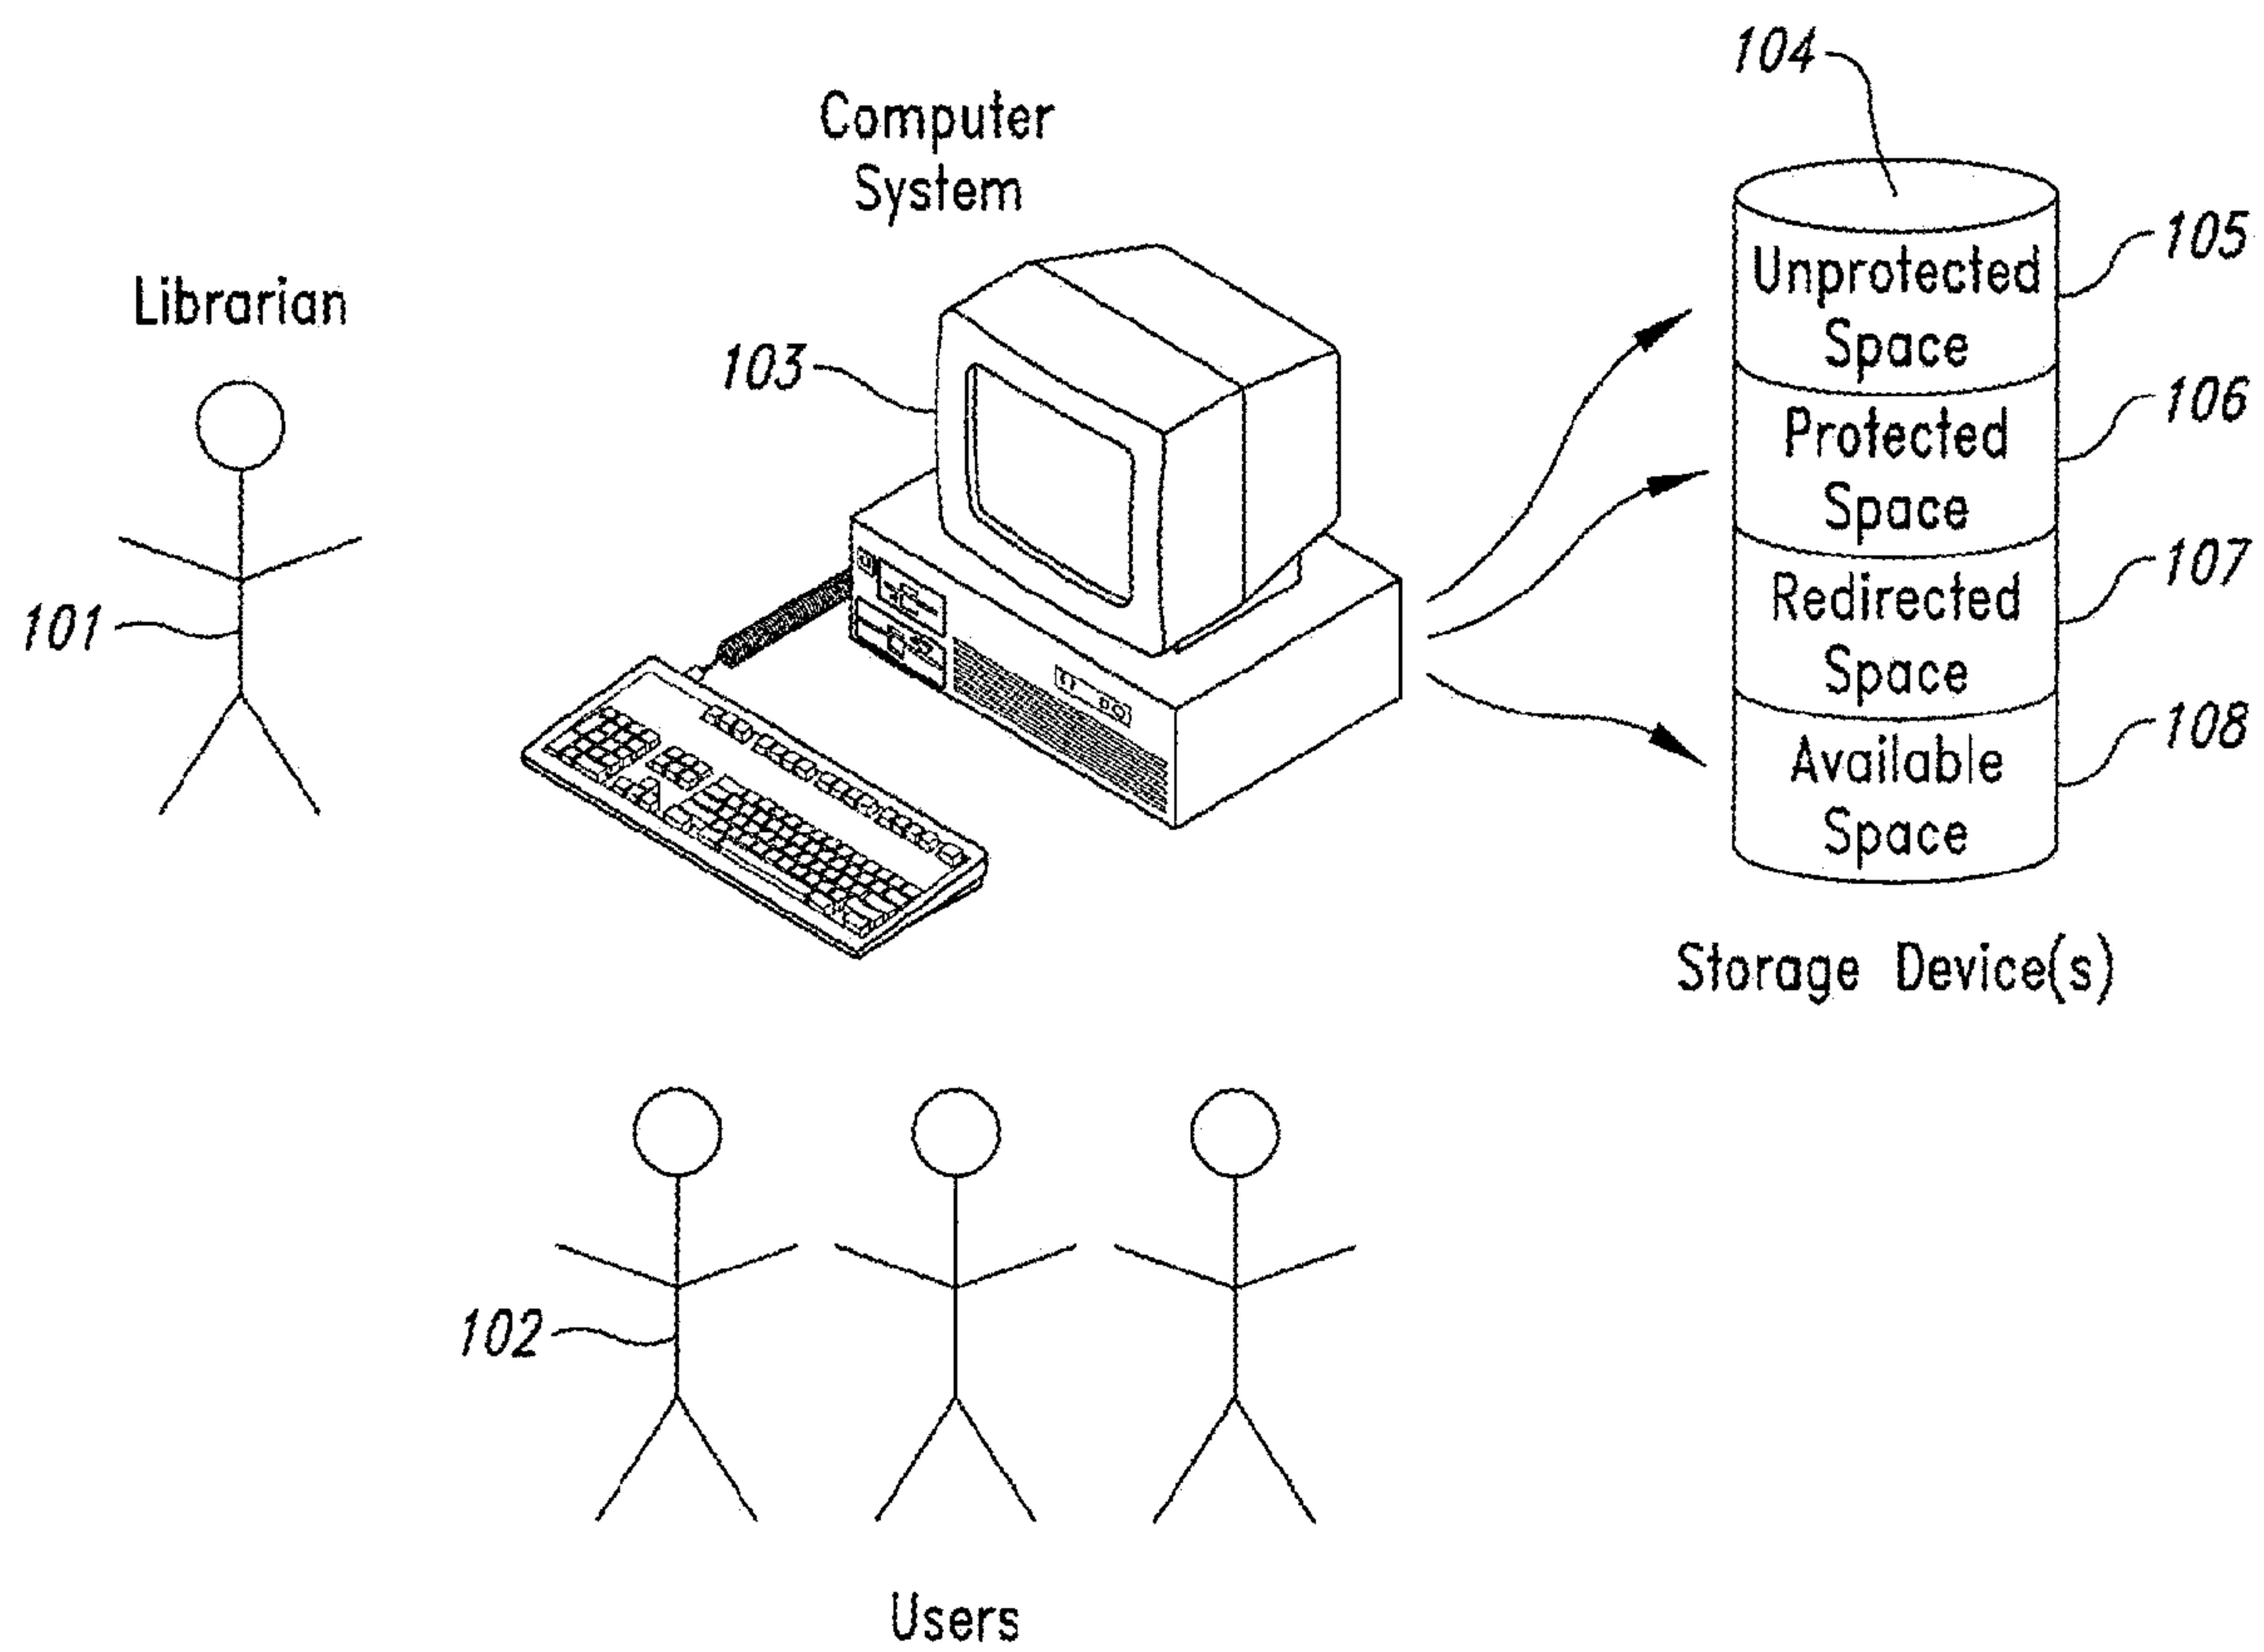 104
Computer
System
105
Unprotected
Space
Librarian
103
106
Protected
Space
107
Redirected
Space
101
108
Available
Space
Storage Device(s)
102
Users